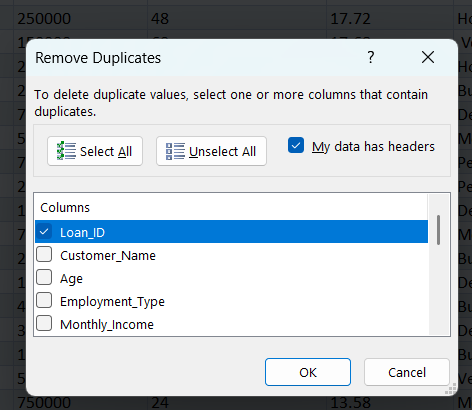 250000 48 17.72
Remove Duplicates ?
To delete duplicate values, select one or more columns that contain
duplicates.
Select All Unselect All My data has headers
Columns
Loan_ID
Customer_Name
Age
Employment_Type
Monthly_Income
OK Cancel
750000 24 13.58